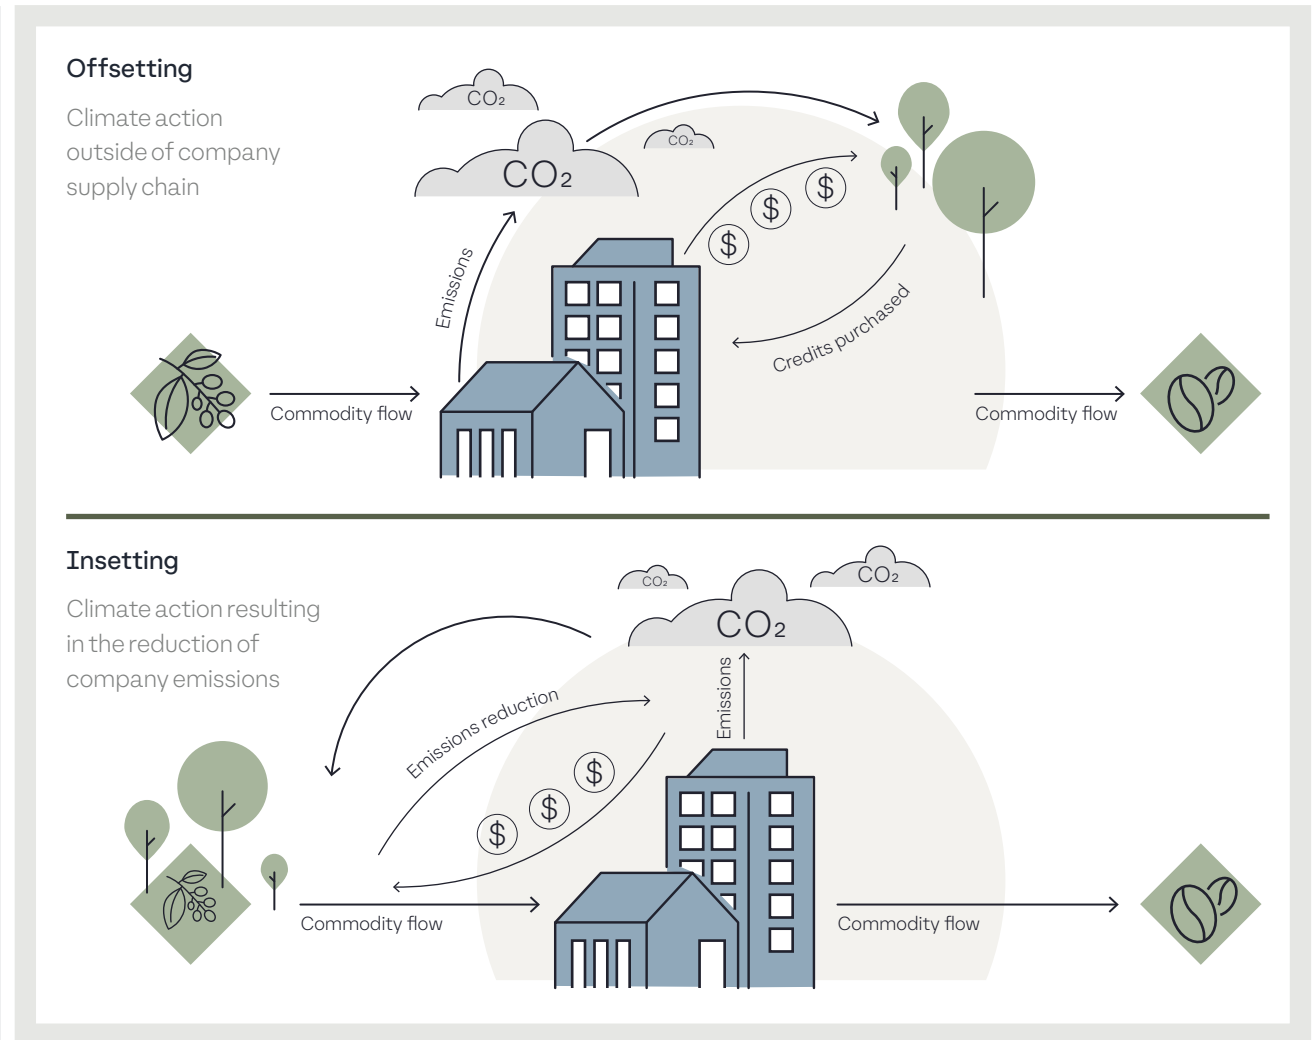 Offsetting
Climate action
outside of company
supply chain
CO₂
CO₂
CO₂
Emissions
$ $ $
Credits purchased
Commodity flow
Commodity flow
Insetting
Climate action resulting
in the reduction of
company emissions
CO₂
CO₂
CO₂
Emissions
Emissions reduction
$ $ $
Commodity flow
Commodity flow